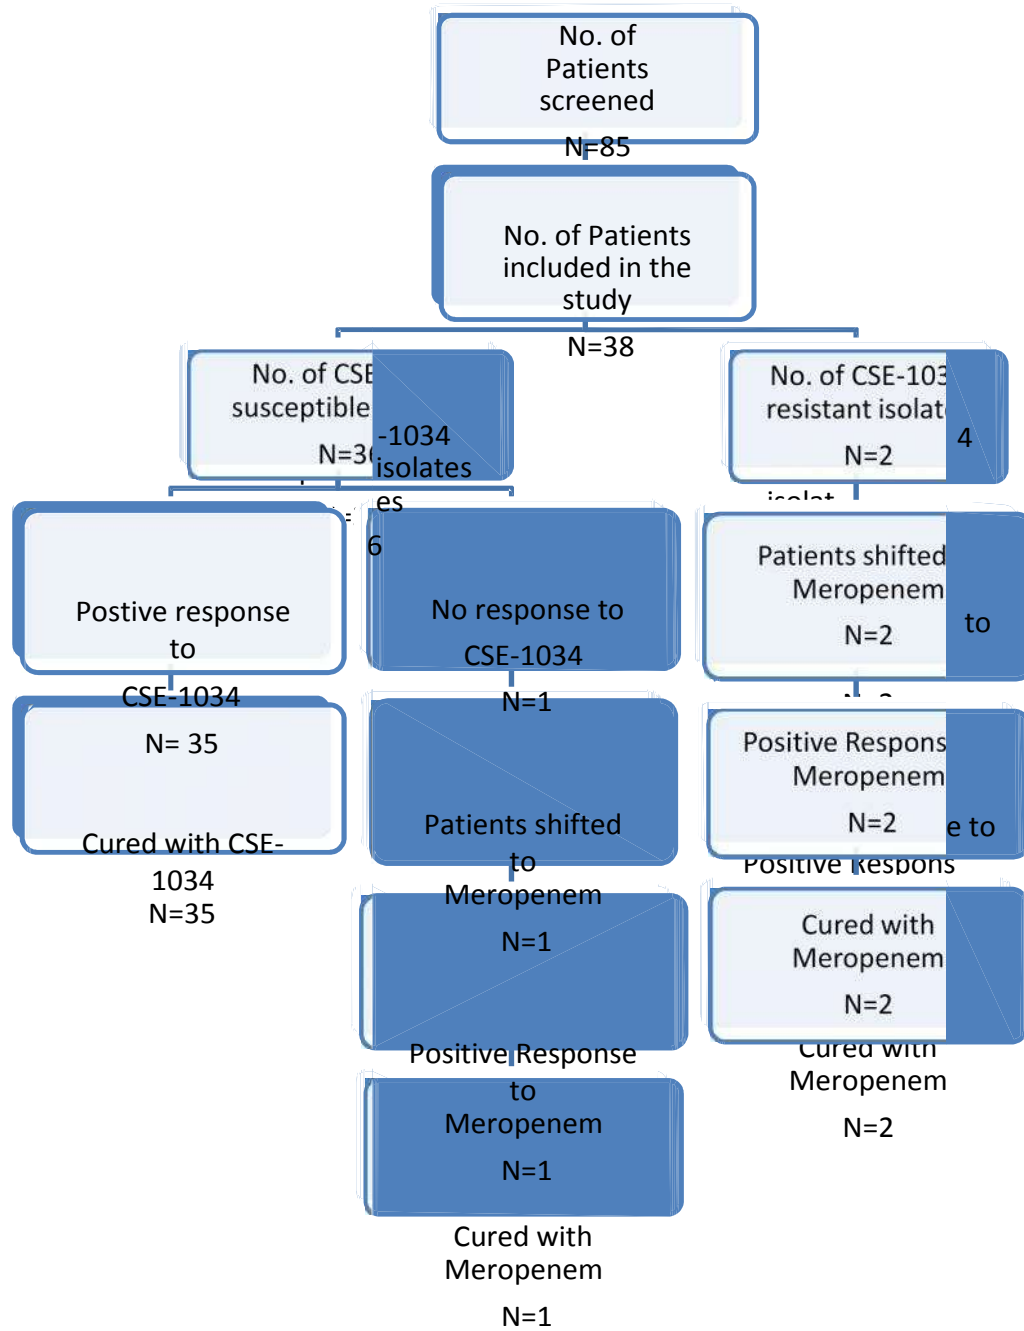 No. of
Patients
screened
N=85
No. of Patients
included in the
study
N=38
No. of CSE
susceptible
N=36
-1034
isolates
es
6
No. of CSE-103
resistant isolat
N=2
4
isolat
Postive response
to
CSE-1034
N= 35
No response to
CSE-1034
N=1
Patients shifted
Meropenem
N=2
to
Cured with CSE-
1034
N=35
Patients shifted
to
Meropenem
N=1
Positive Respons
Meropenem
N=2
e to
Positive Respons
Positive Response
to
Meropenem
N=1
Cured with
Meropenem
N=2
Cured with
Meropenem
N=2
Cured with
Meropenem
N=1